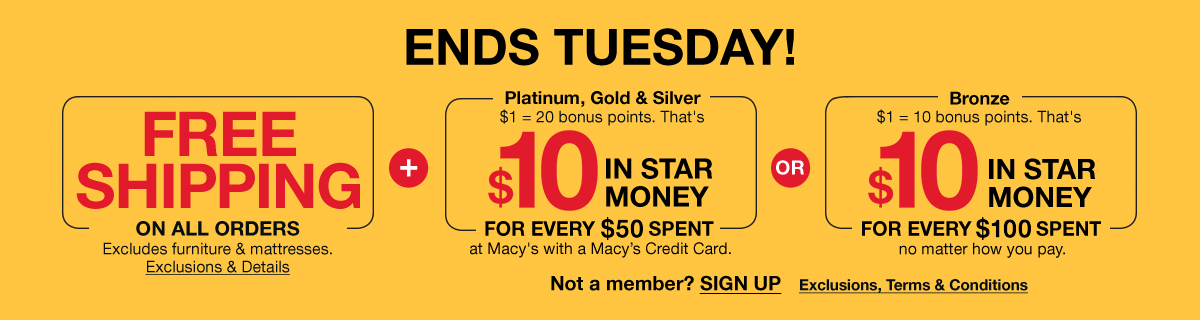 ENDS TUESDAY!
FREE
SHIPPING
ON ALL ORDERS
Excludes furniture & mattresses.
Exclusions & Details
+
Platinum, Gold & Silver
$1 = 20 bonus points. That's
$10 IN STAR
MONEY
FOR EVERY $50 SPENT
at Macy's with a Macy’s Credit Card.
OR
Bronze
$1 = 10 bonus points. That's
$10 IN STAR
MONEY
FOR EVERY $100 SPENT
no matter how you pay.
Not a member? SIGN UP Exclusions, Terms & Conditions